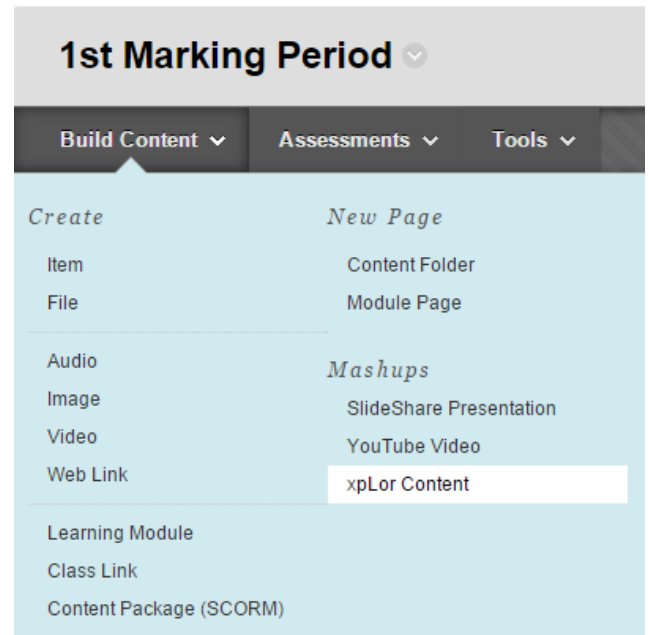 1st Marking Period
Build Content Assessments Tools
Create
Item
File
Audio
Image
Video
Web Link
Learning Module
Class Link
Content Package (SCORM)
New Page
Content Folder
Module Page
Mashups
SlideShare Presentation
YouTube Video
xpLor Content